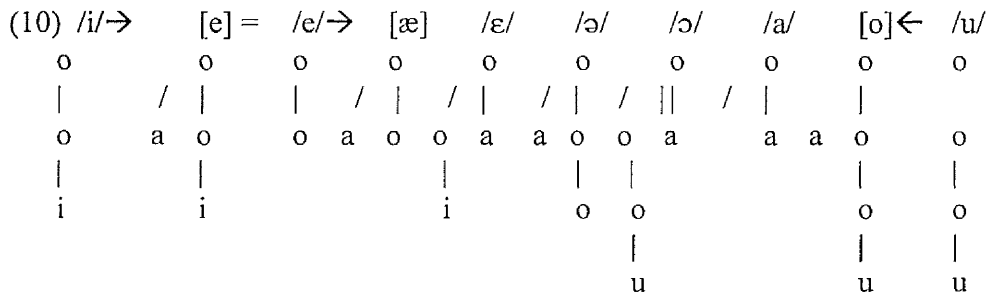 (10) /i/→ [e] = /e/→ [æ] /ɛ/ /ə/ /ɔ/ /a/ [o]← /u/
o o o o o o o o o o
| / | | / | / | / | / || / | |
o a o o a o o a a o o a a a o o
| | | | | | |
i i i o o o o
| | |
u u u